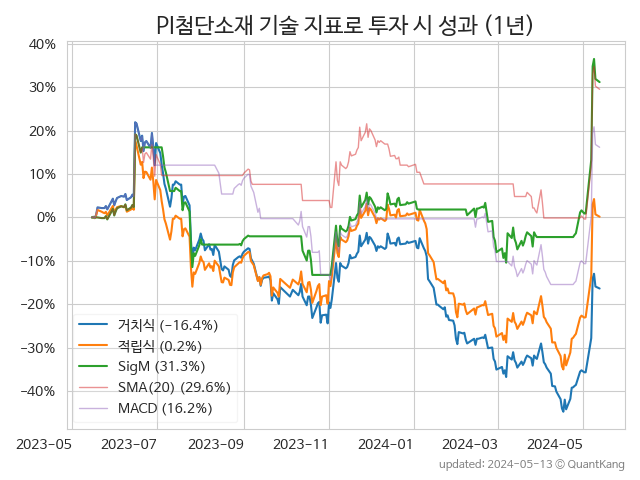 PI첨단소재 기술 지표로 투자 시 성과 (1년)
40%
30%
20%
10%
0%
−10%
−20%
−30%
−40%
거치식 (−16.4%)
적립식 (0.2%)
SigM (31.3%)
SMA(20) (29.6%)
MACD (16.2%)
2023-05 2023-07 2023-09 2023-11 2024-01 2024-03 2024-05
updated: 2024-05-13 ⓒ QuantKang